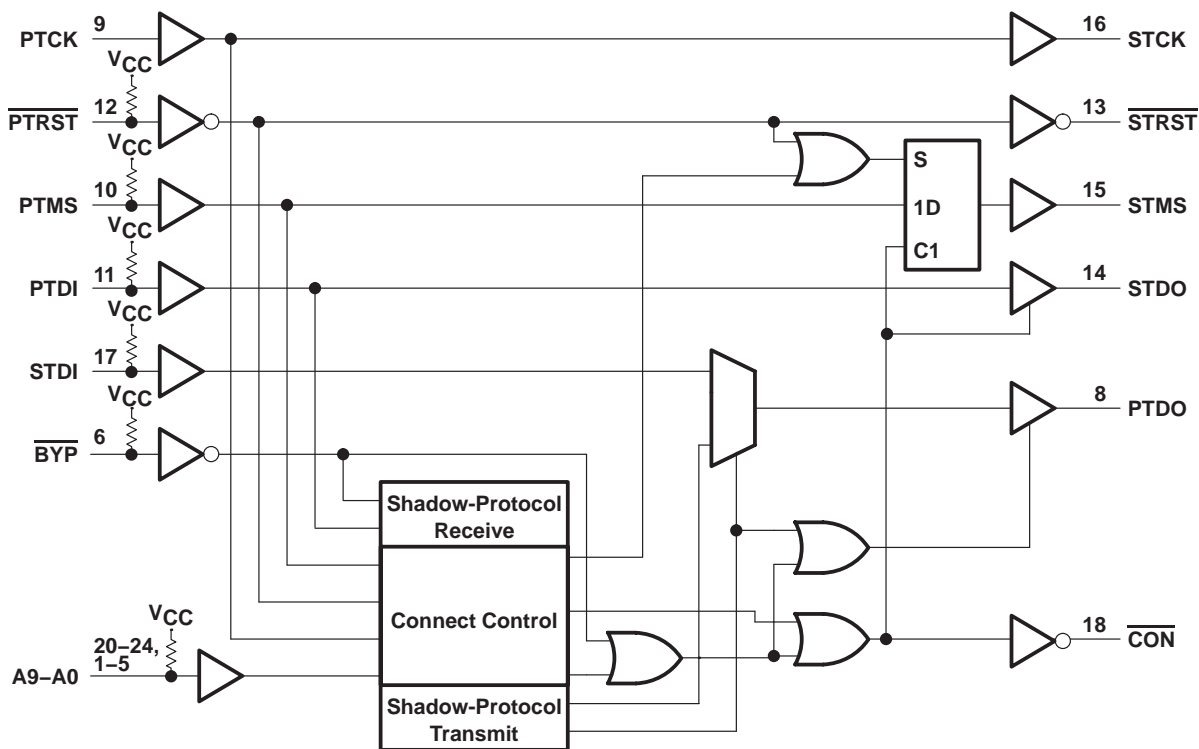 PTCK 9 16 STCK
VCC
PTRST 12 13 STRST
VCC
S
PTMS 10 1D 15 STMS
VCC
C1
PTDI 11 14 STDO
VCC
STDI 17
VCC
8 PTDO
BYP 6
Shadow-Protocol
Receive
Connect Control
VCC
20–24,
1–5
A9–A0
18 CON
Shadow-Protocol
Transmit